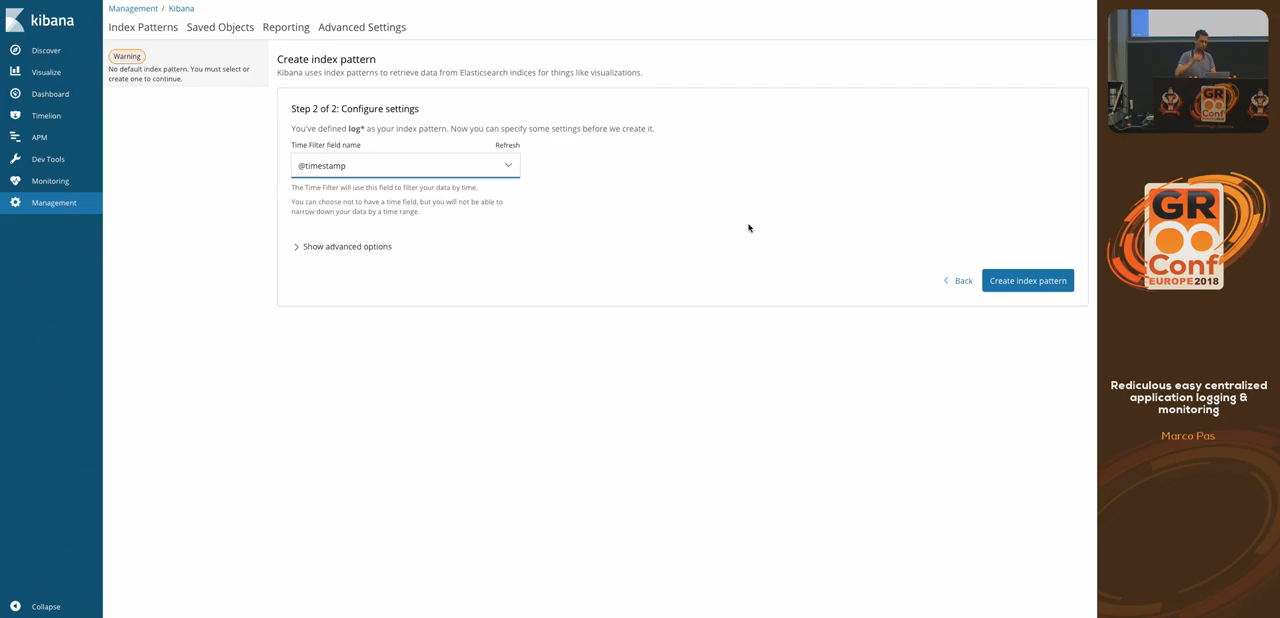 kibana
Discover
Visualize
Dashboard
Timelion
APM
Dev Tools
Monitoring
Management
Collapse
Management / Kibana
Index Patterns Saved Objects Reporting Advanced Settings
Warning
No default index pattern. You must select or
create one to continue.
Create index pattern
Kibana uses index patterns to retrieve data from Elasticsearch indices for things like visualizations.
Step 2 of 2: Configure settings
You've defined log* as your index pattern. Now you can specify some settings before we create it.
Time Filter field name Refresh
@timestamp
The Time Filter will use this field to filter your data by time.
You can choose not to have a time field, but you will not be able to
narrow down your data by a time range.
Show advanced options
Back Create index pattern
GR
Conf
GR8
Conf
EUROPE 2018
Rediculous easy centralized
application logging &
monitoring
Marco Pas